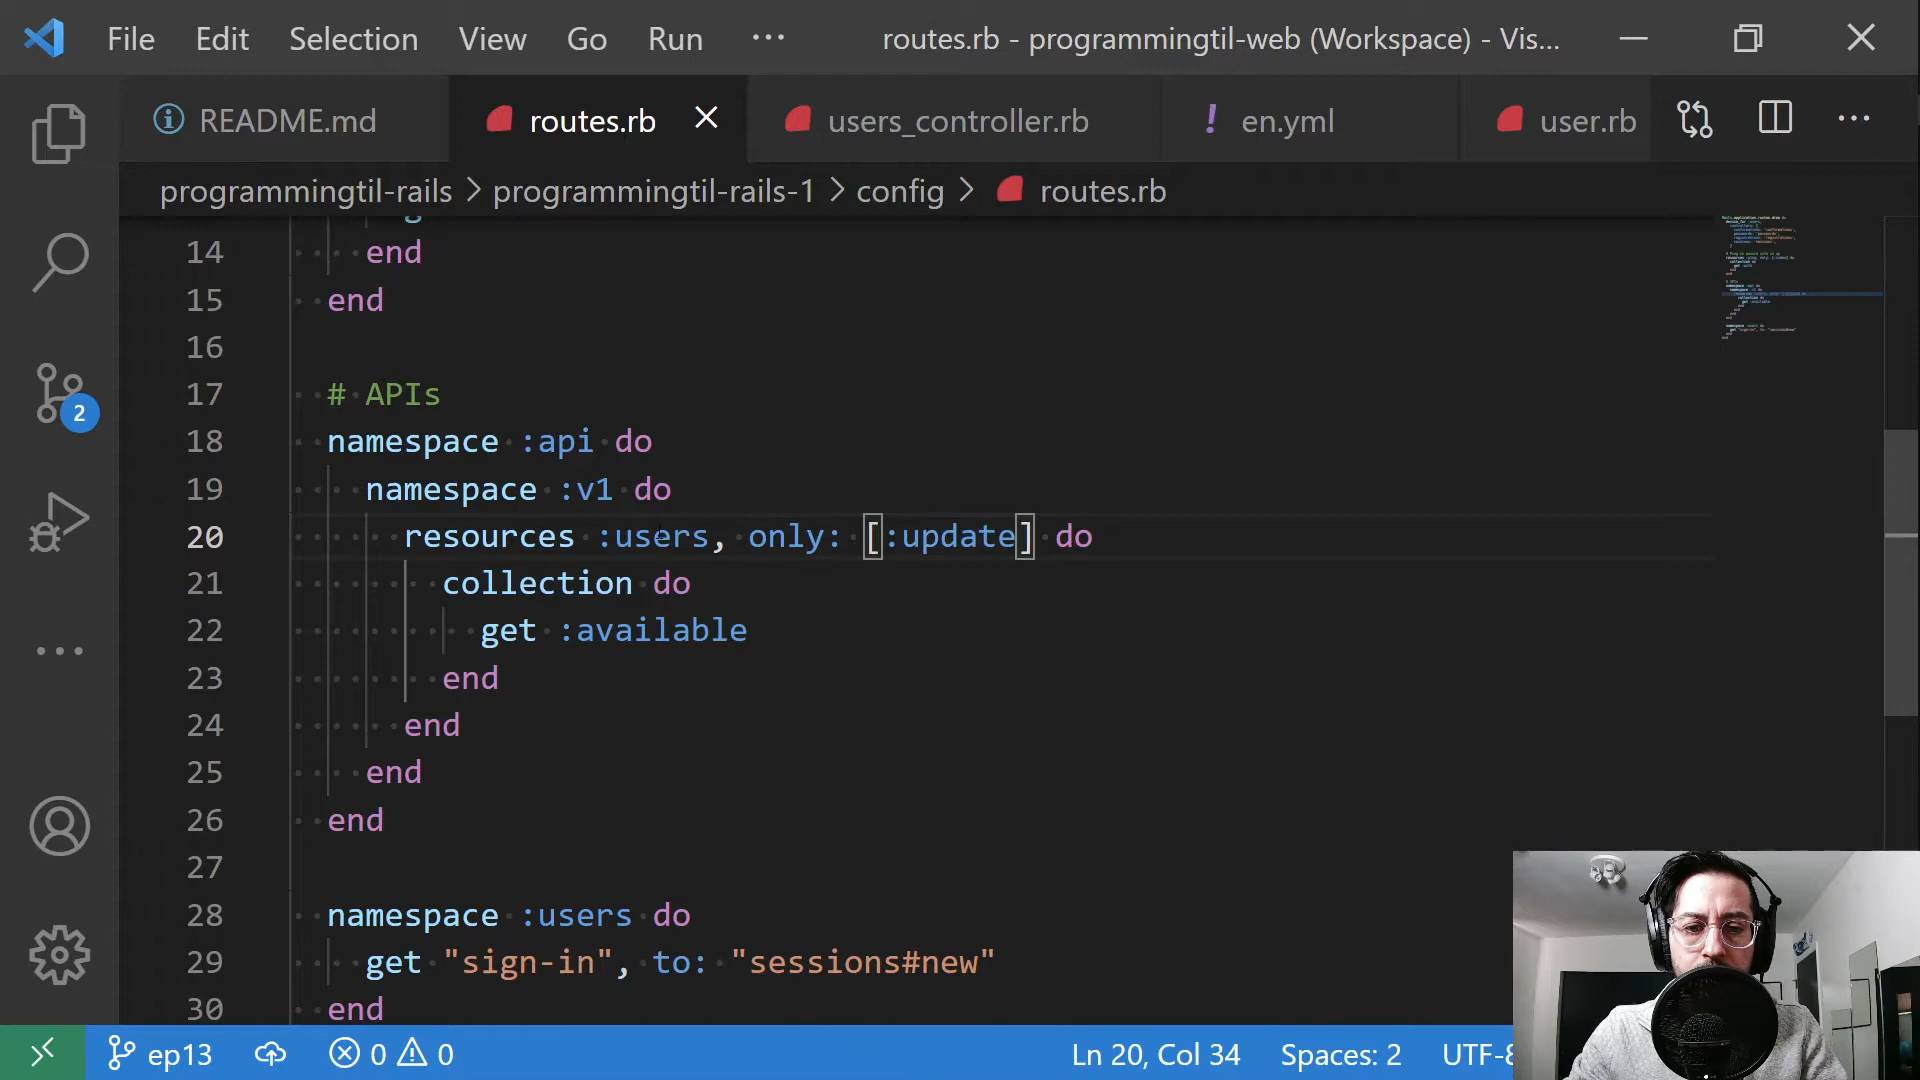 File Edit Selection View Go Run ··· routes.rb - programmingtil-web (Workspace) - Vis...
README.md routes.rb users_controller.rb en.yml user.rb
programmingtil-rails > programmingtil-rails-1 > config > routes.rb
14 end
15 end
16
17 # APIs
18 namespace :api do
19 namespace :v1 do
20 resources :users, only: [:update] do
21 collection do
22 get :available
23 end
24 end
25 end
26 end
27
28 namespace :users do
29 get "sign-in", to: "sessions#new"
30 end
2
ep13 0 0 Ln 20, Col 34 Spaces: 2 UTF-8